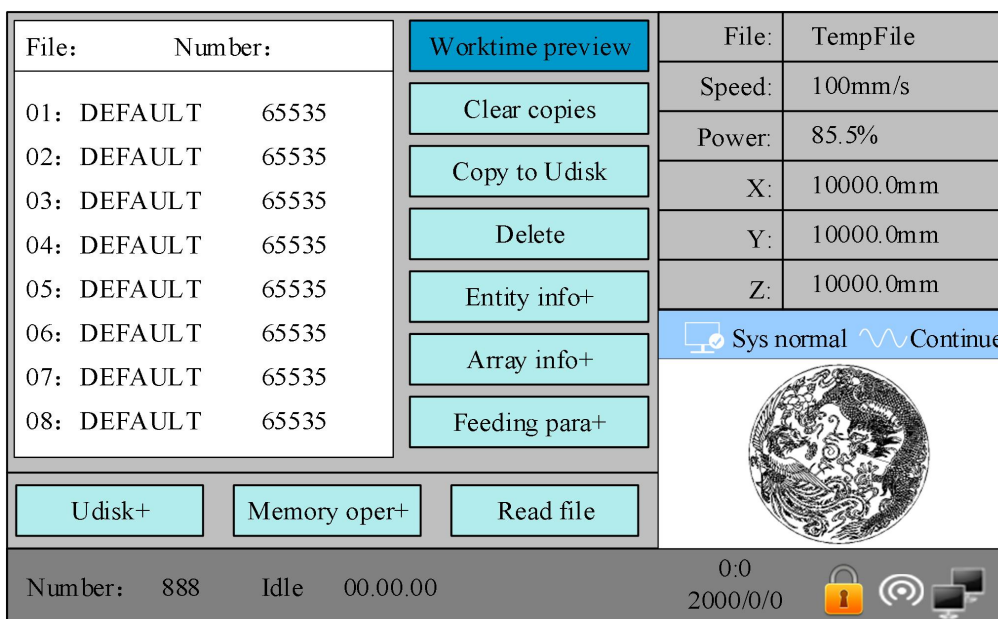 File： Number：
01： DEFAULT 65535
02： DEFAULT 65535
03： DEFAULT 65535
04： DEFAULT 65535
05： DEFAULT 65535
06： DEFAULT 65535
07： DEFAULT 65535
08： DEFAULT 65535
Worktime preview
Clear copies
Copy to Udisk
Delete
Entity info+
Array info+
Feeding para+
Udisk+ Memory oper+ Read file
File: TempFile
Speed: 100mm/s
Power: 85.5%
X: 10000.0mm
Y: 10000.0mm
Z: 10000.0mm
Sys normal Continue
Number： 888 Idle 00.00.00
0:0
2000/0/0